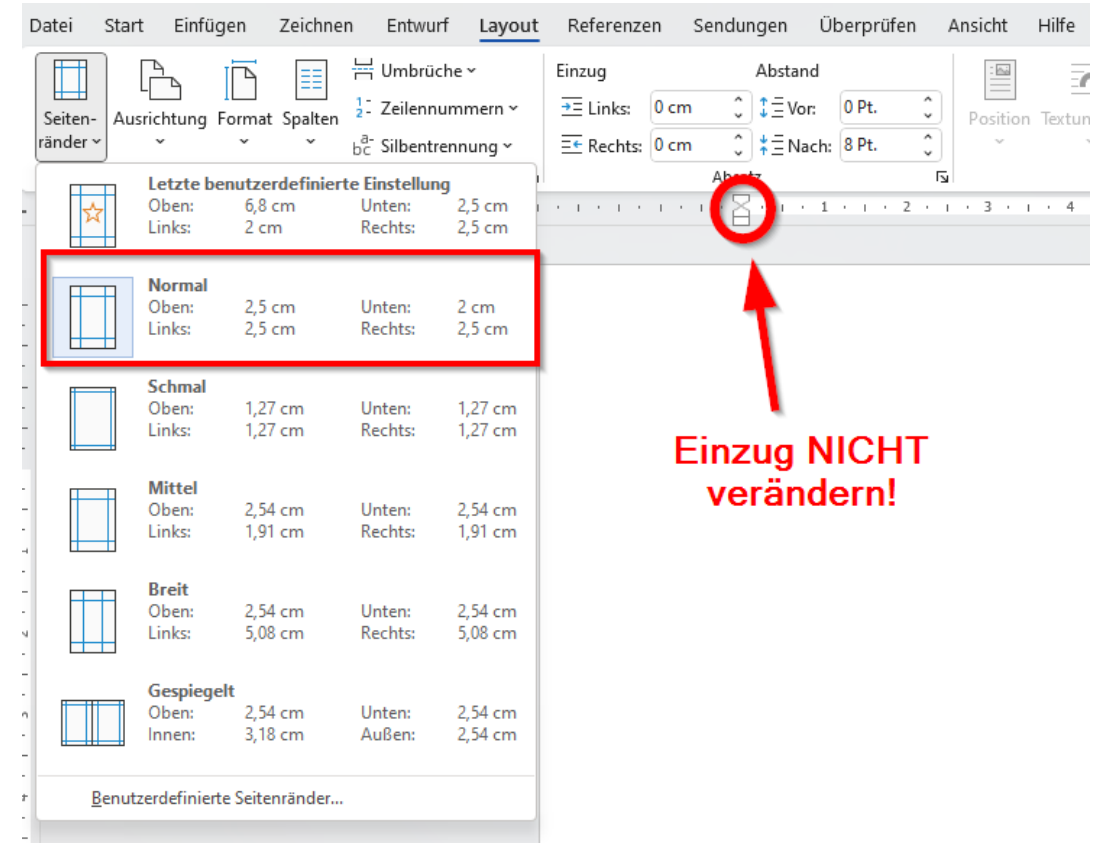 Datei Start Einfügen Zeichnen Entwurf Layout Referenzen Sendungen Überprüfen Ansicht Hilfe
Seiten-
ränder
Ausrichtung Format Spalten
Umbrüche
Zeilennummern
Silbentrennung
Einzug Abstand
Links: 0 cm Vor: 0 Pt.
Rechts: 0 cm Nach: 8 Pt.
Absatz
Position
1 2 3 4
Letzte benutzerdefinierte Einstellung
Oben: 6,8 cm Unten: 2,5 cm
Links: 2 cm Rechts: 2,5 cm
Normal
Oben: 2,5 cm Unten: 2 cm
Links: 2,5 cm Rechts: 2,5 cm
Schmal
Oben: 1,27 cm Unten: 1,27 cm
Links: 1,27 cm Rechts: 1,27 cm
Mittel
Oben: 2,54 cm Unten: 2,54 cm
Links: 1,91 cm Rechts: 1,91 cm
Breit
Oben: 2,54 cm Unten: 2,54 cm
Links: 5,08 cm Rechts: 5,08 cm
Gespiegelt
Oben: 2,54 cm Unten: 2,54 cm
Innen: 3,18 cm Außen: 2,54 cm
Benutzerdefinierte Seitenränder...
Einzug NICHT
verändern!